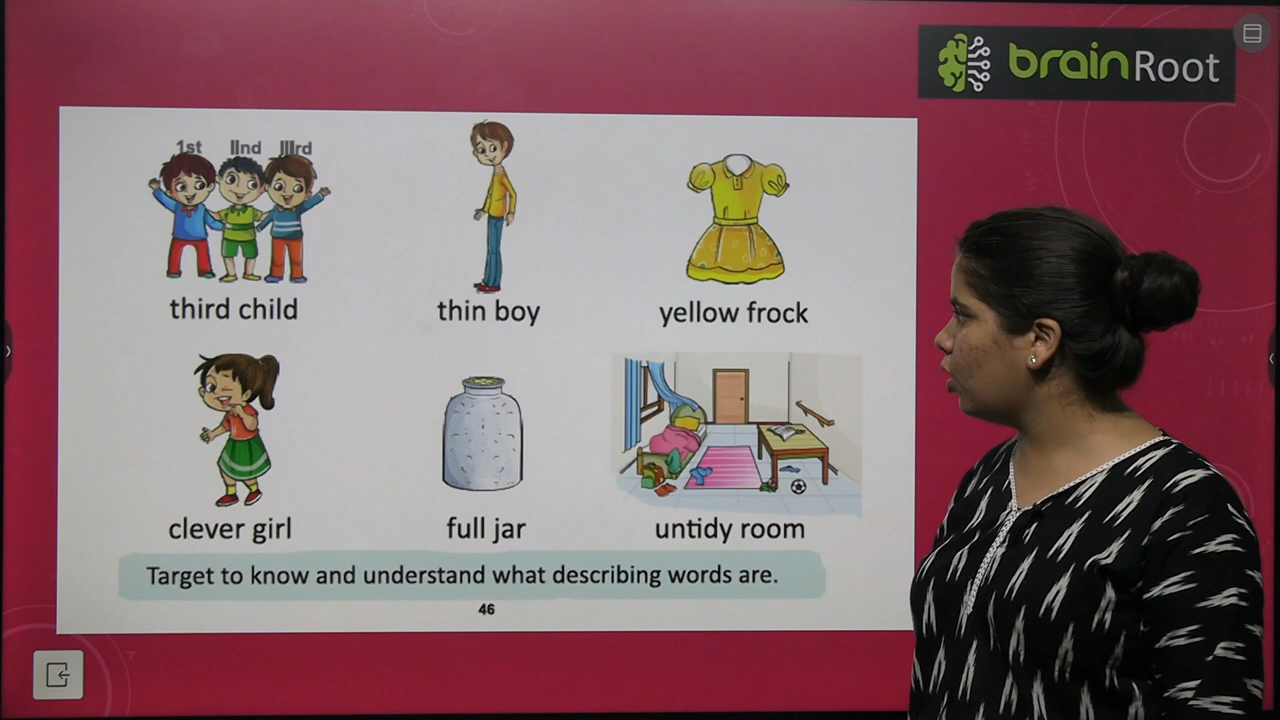 brainRoot
1st IInd IIIrd
third child
thin boy
yellow frock
clever girl
full jar
untidy room
Target to know and understand what describing words are.
46